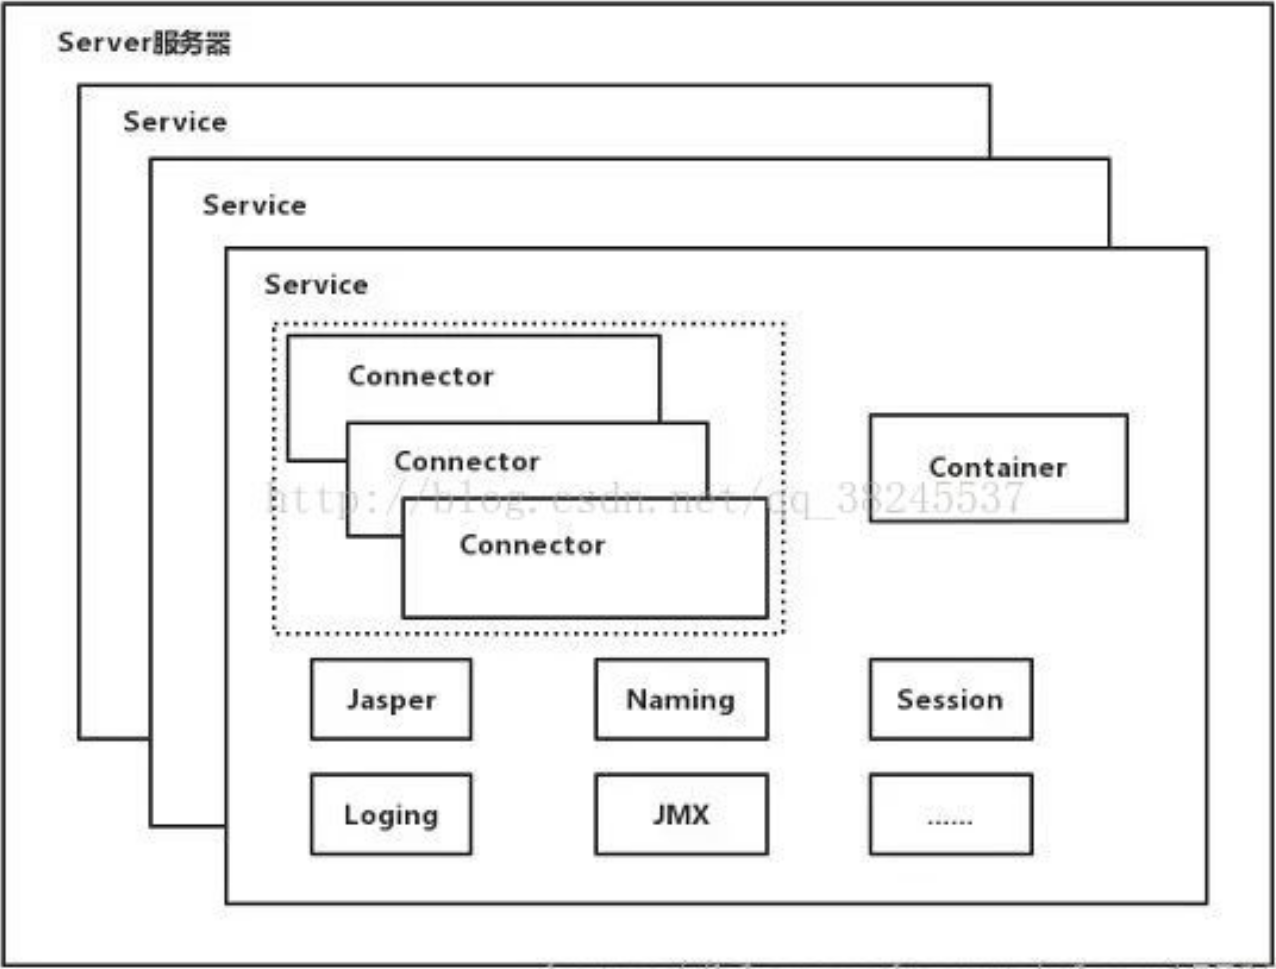 Server服务器
Service
Service
Service
Connector
Connector
Container
http://blog.csdn.net/qq_38245537
Connector
Jasper
Naming
Session
Loging
JMX
......